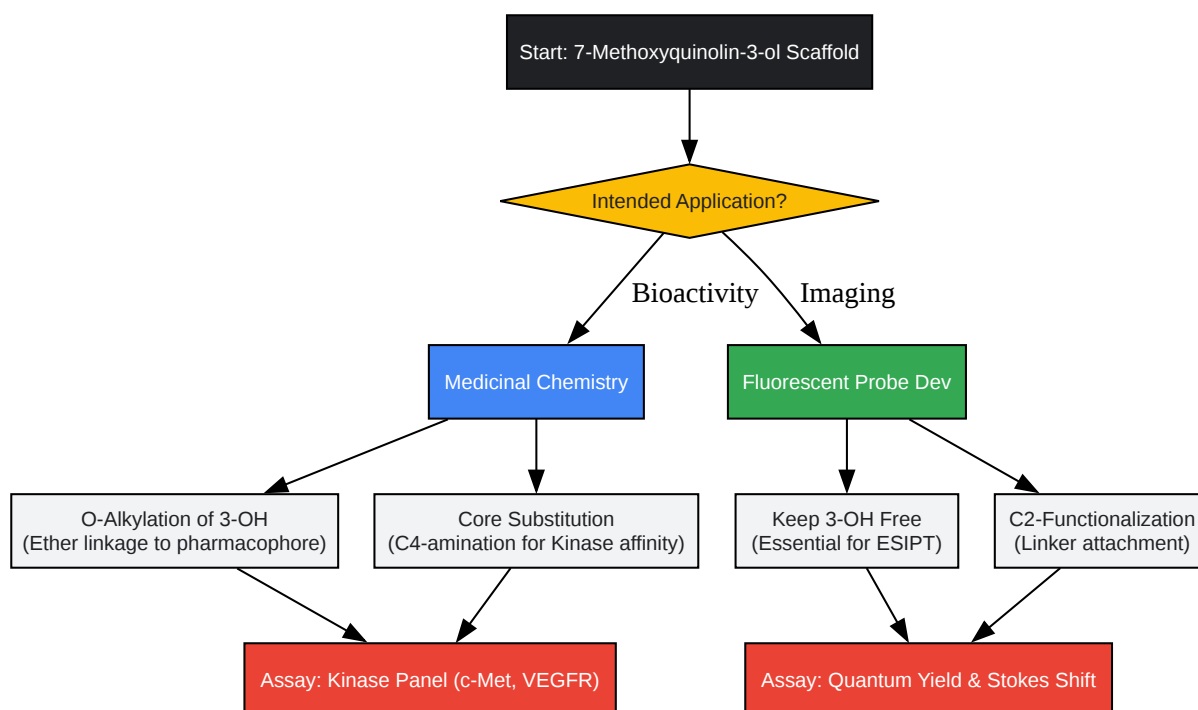 Start: 7-Methoxyquinolin-3-ol Scaffold
Intended Application?
Bioactivity
Imaging
Medicinal Chemistry
Fluorescent Probe Dev
O-Alkylation of 3-OH
(Ether linkage to pharmacophore)
Core Substitution
(C4-amination for Kinase affinity)
Keep 3-OH Free
(Essential for ESIPT)
C2-Functionalization
(Linker attachment)
Assay: Kinase Panel (c-Met, VEGFR)
Assay: Quantum Yield & Stokes Shift